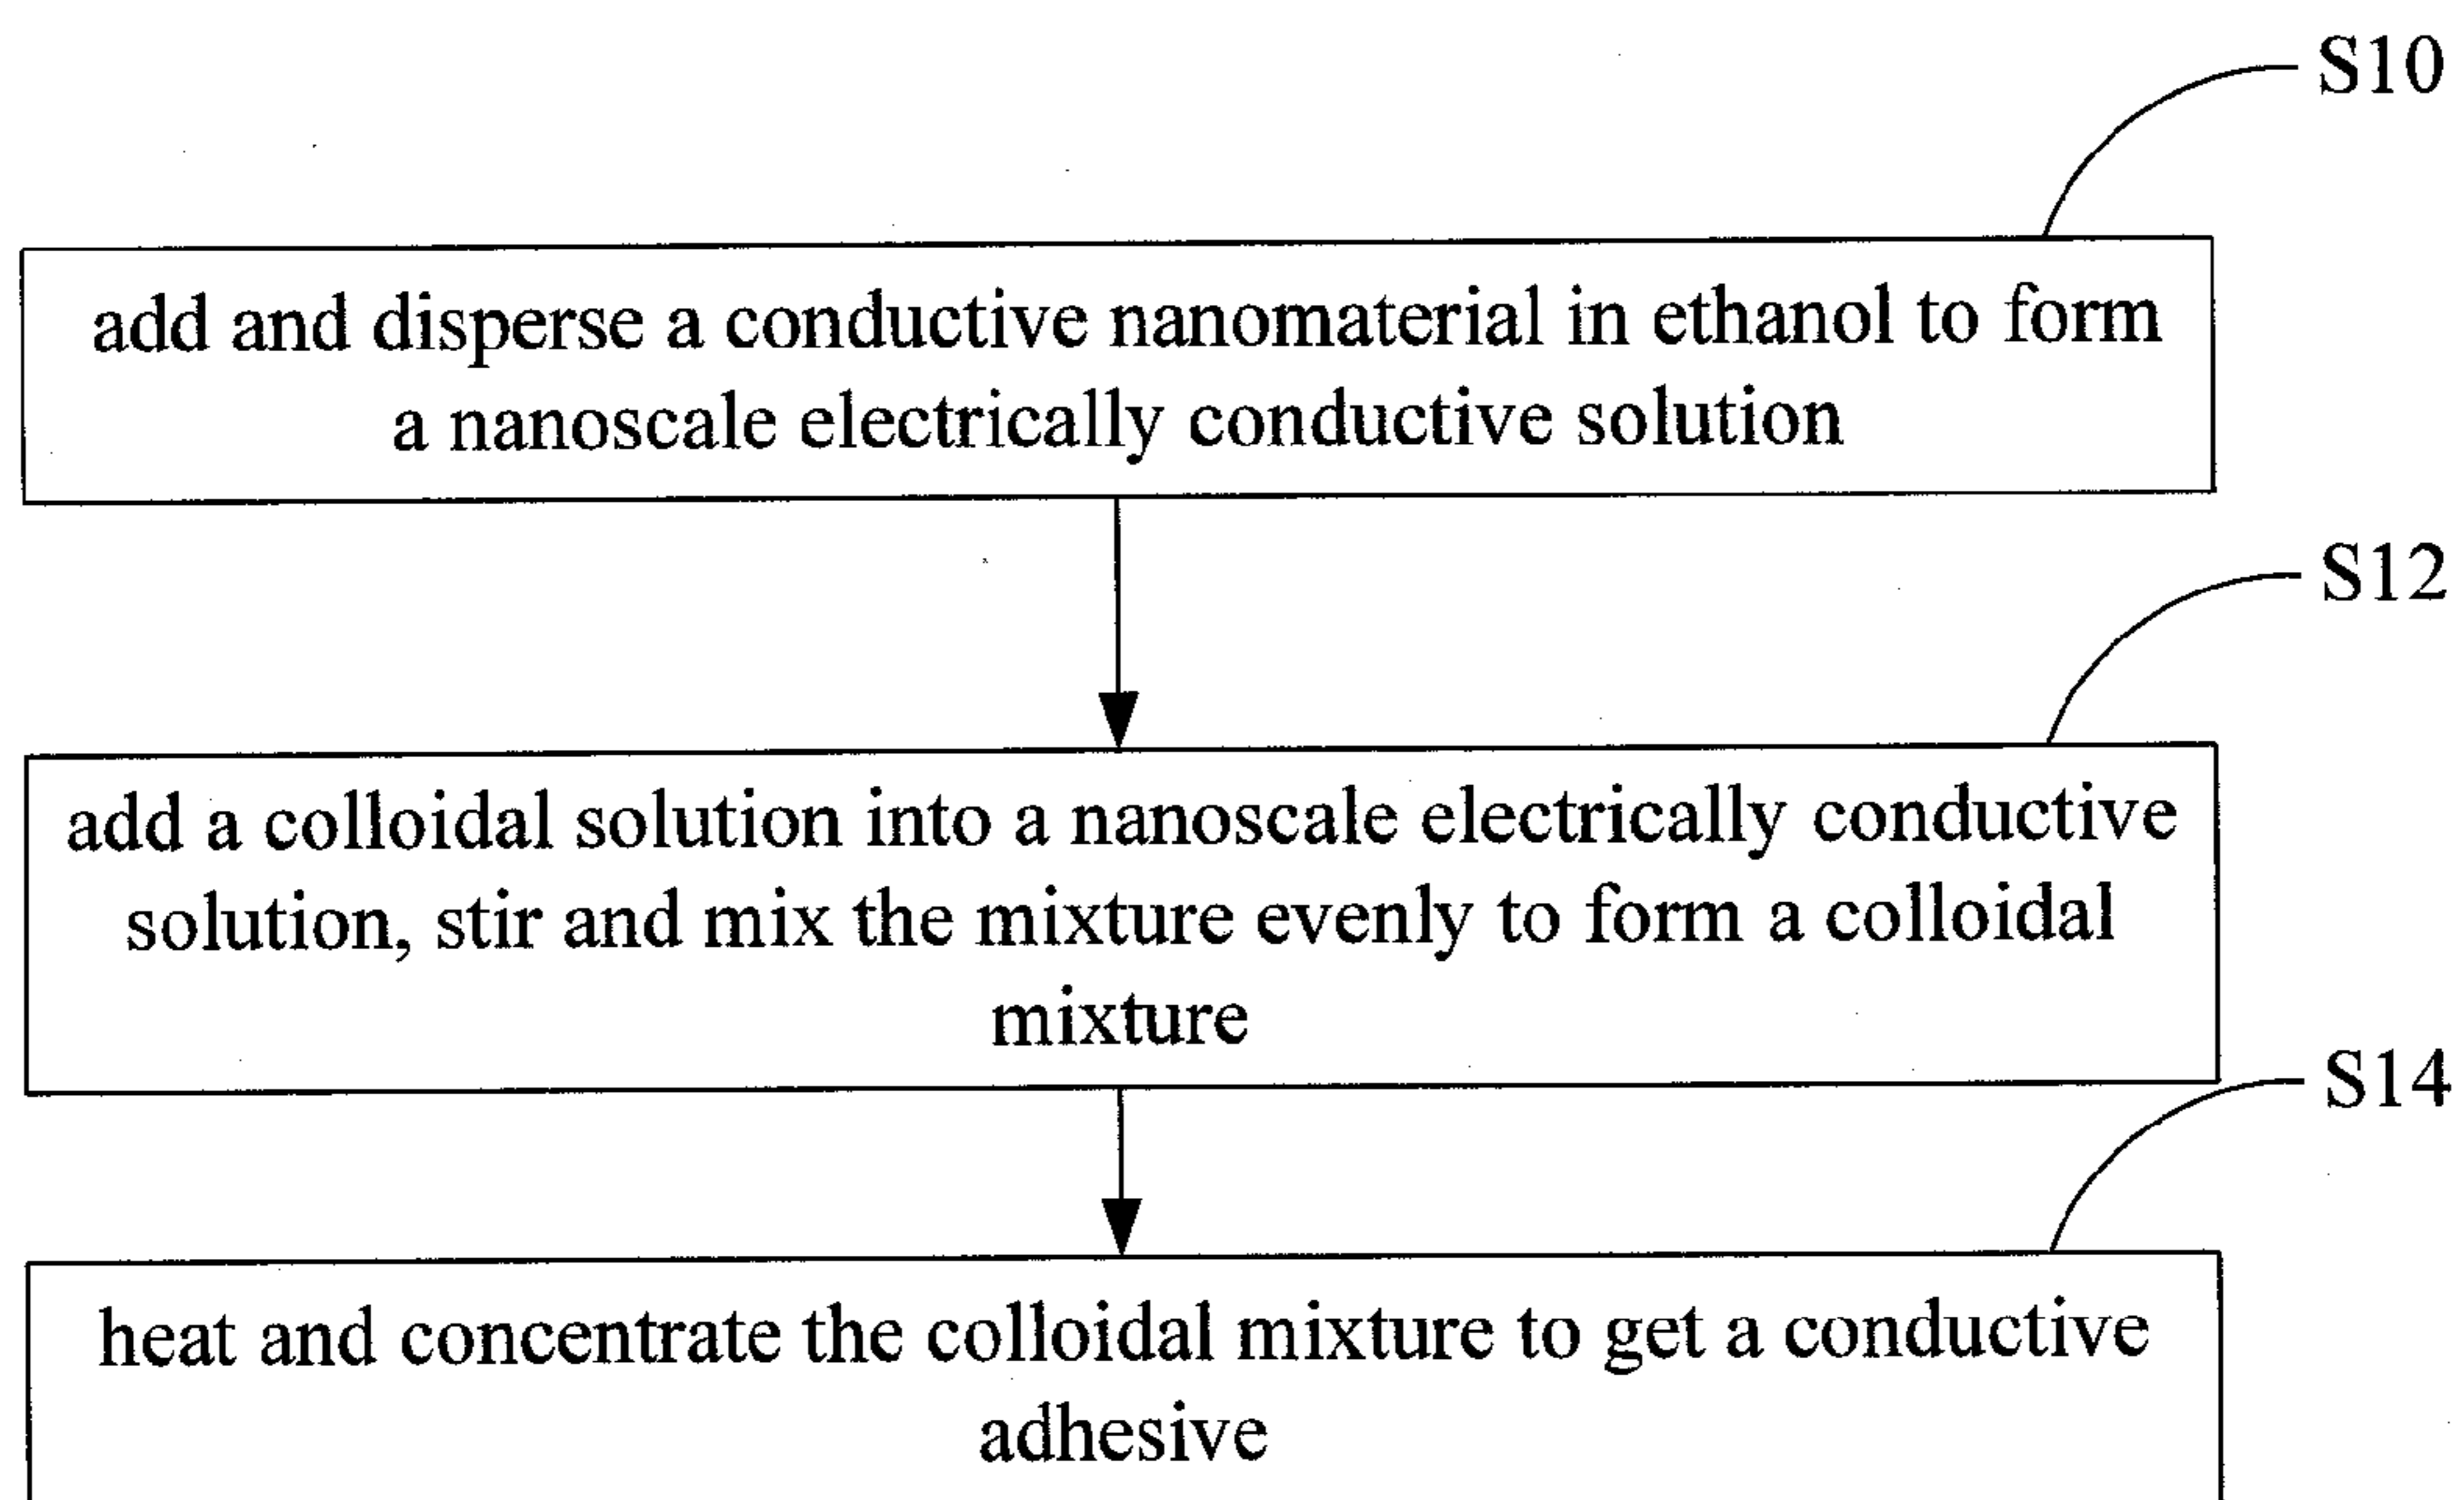 S10
add and disperse a conductive nanomaterial in ethanol to form
a nanoscale electrically conductive solution
S12
add a colloidal solution into a nanoscale electrically conductive
solution, stir and mix the mixture evenly to form a colloidal
mixture
S14
heat and concentrate the colloidal mixture to get a conductive
adhesive